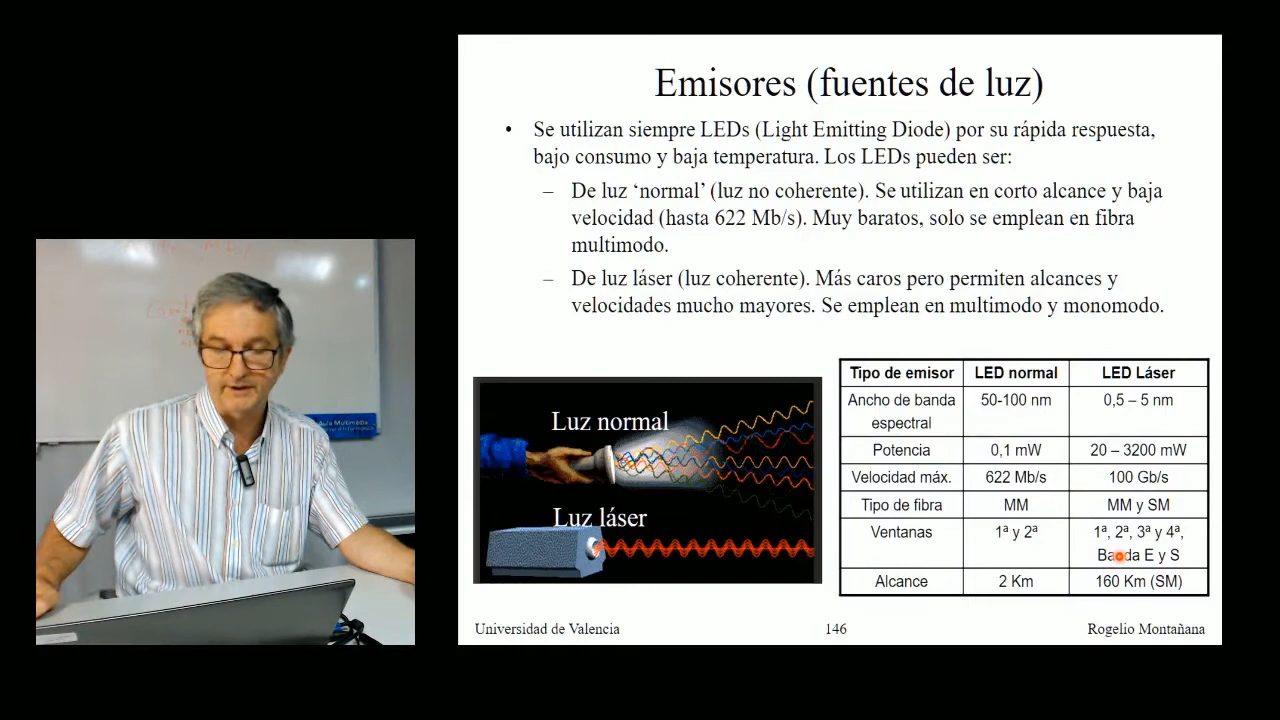 Emisores (fuentes de luz)
• Se utilizan siempre LEDs (Light Emitting Diode) por su rápida respuesta,
bajo consumo y baja temperatura. Los LEDs pueden ser:
– De luz ‘normal’ (luz no coherente). Se utilizan en corto alcance y baja
velocidad (hasta 622 Mb/s). Muy baratos, solo se emplean en fibra
multimodo.
– De luz láser (luz coherente). Más caros pero permiten alcances y
velocidades mucho mayores. Se emplean en multimodo y monomodo.
Luz normal
Luz láser
Tipo de emisor LED normal LED Láser
Ancho de banda 50-100 nm 0,5 – 5 nm
espectral
Potencia 0,1 mW 20 – 3200 mW
Velocidad máx. 622 Mb/s 100 Gb/s
Tipo de fibra MM MM y SM
Ventanas 1ª y 2ª 1ª, 2ª, 3ª y 4ª,
Banda E y S
Alcance 2 Km 160 Km (SM)
Universidad de Valencia 146 Rogelio Montañana
Aula Multimedia